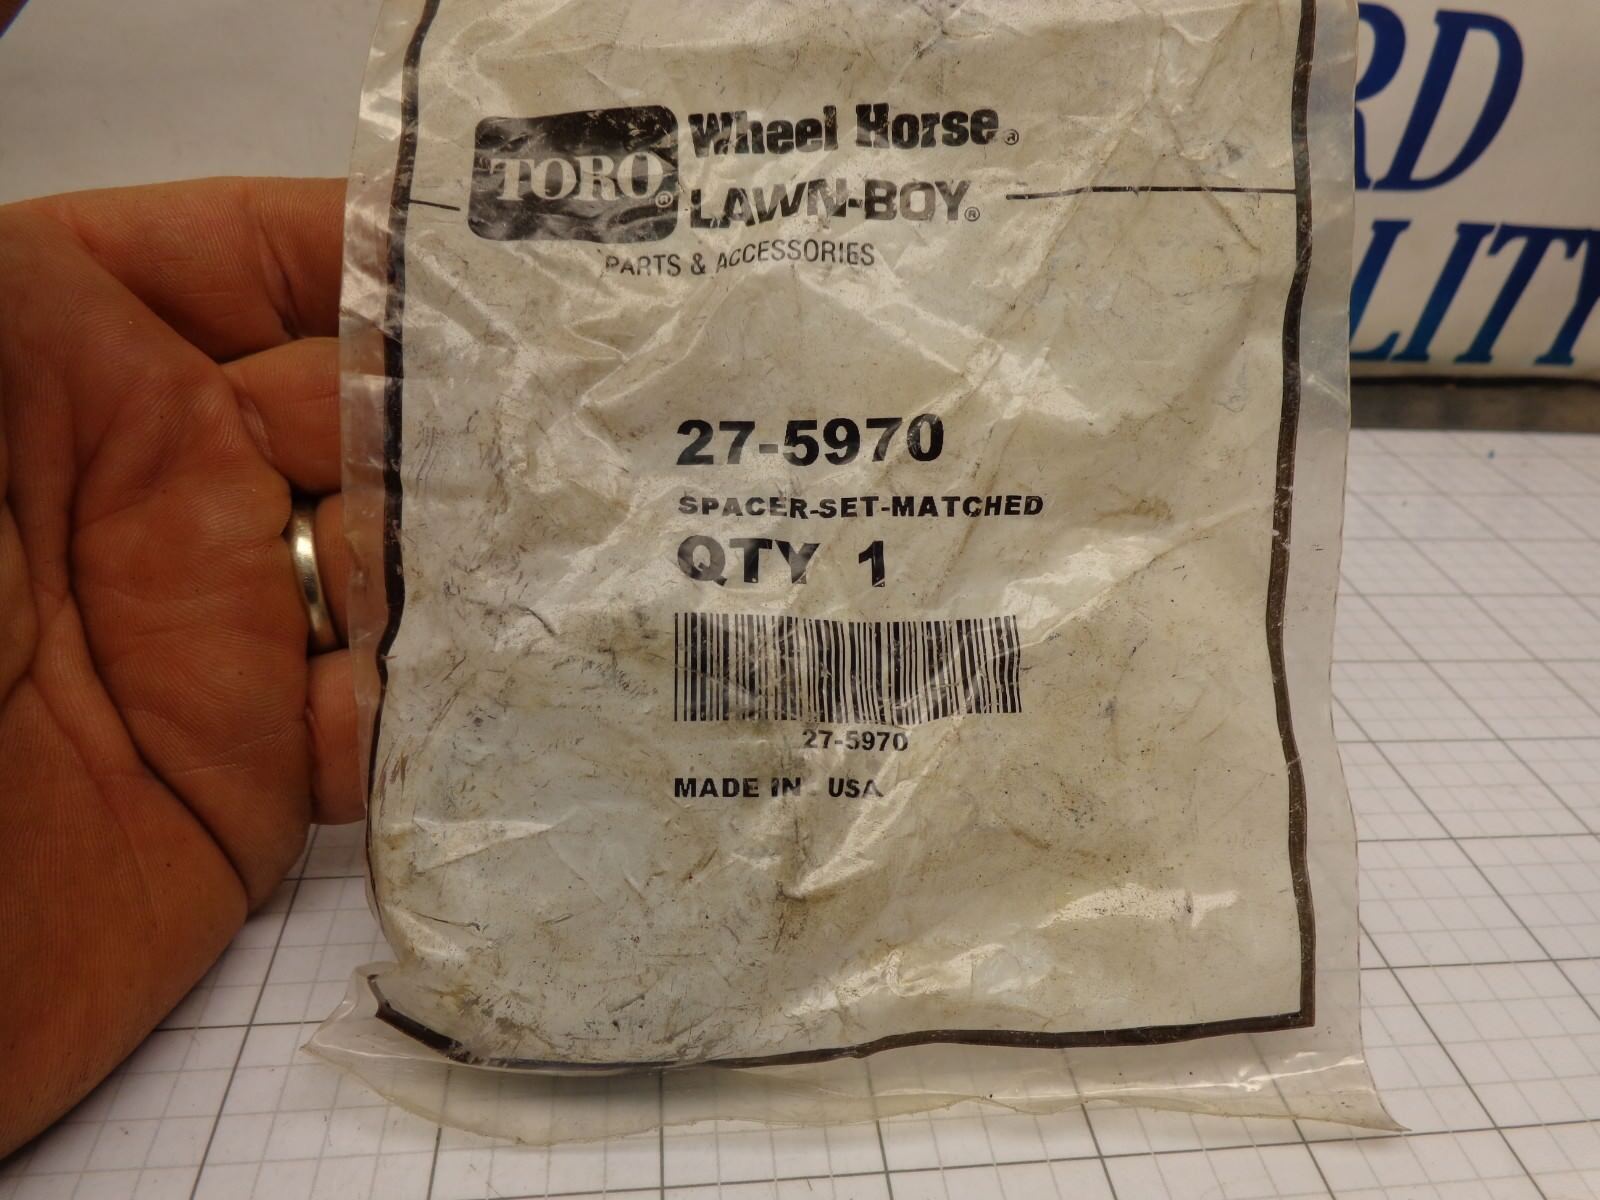 TORO® Wheel Horse®
LAWN-BOY®
PARTS & ACCESSORIES
27-5970
SPACER-SET-MATCHED
QTY 1
27-5970
MADE IN USA
RD
LITY